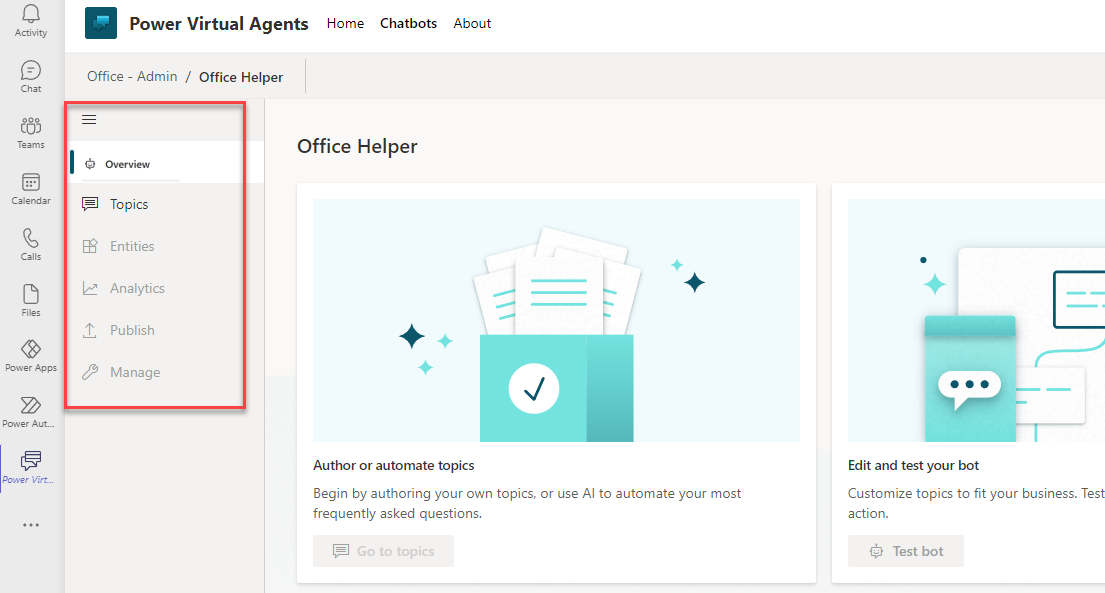 Activity
Chat
Teams
Calendar
Calls
Files
Power Apps
Power Aut...
Power Virt...
Power Virtual Agents Home Chatbots About
Office - Admin / Office Helper
Overview
Topics
Entities
Analytics
Publish
Manage
Office Helper
Author or automate topics
Begin by authoring your own topics, or use AI to automate your most
frequently asked questions.
Go to topics
Edit and test your bot
Customize topics to fit your business. Test
action.
Test bot